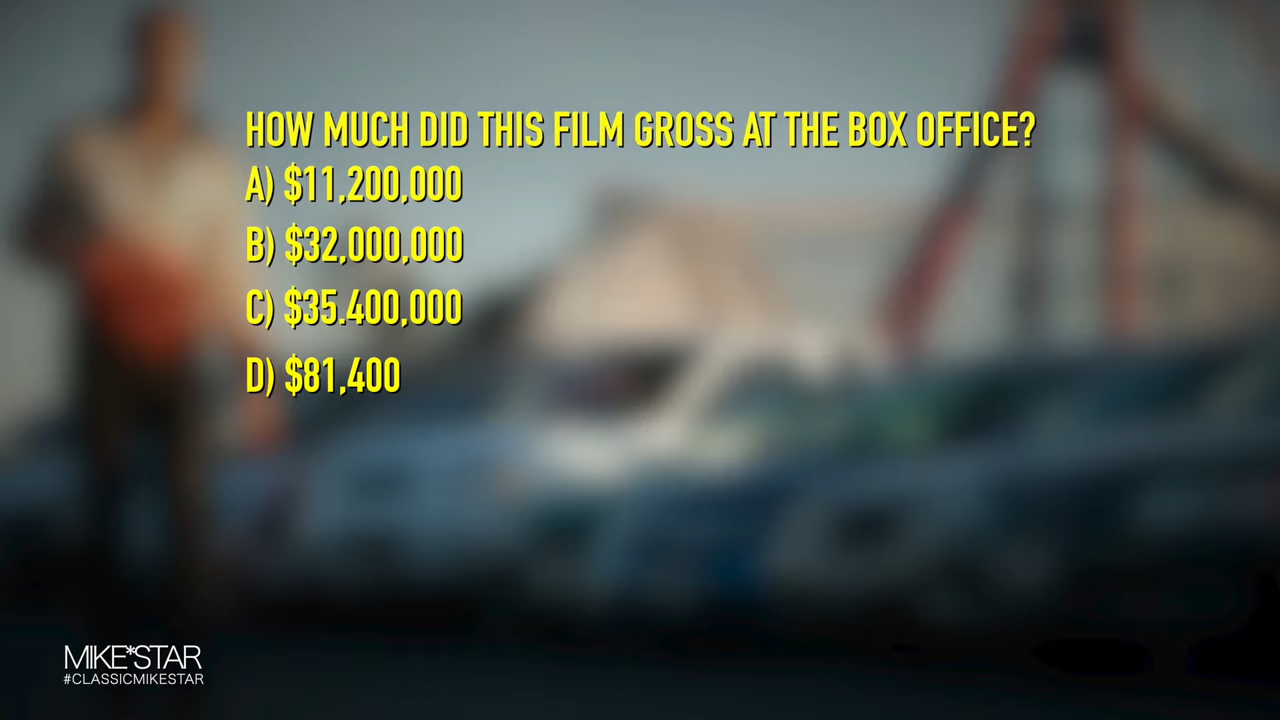 HOW MUCH DID THIS FILM GROSS AT THE BOX OFFICE?
A) $11,200,000
B) $32,000,000
C) $35.400,000
D) $81,400
MIKE*STAR
#CLASSICMIKESTAR